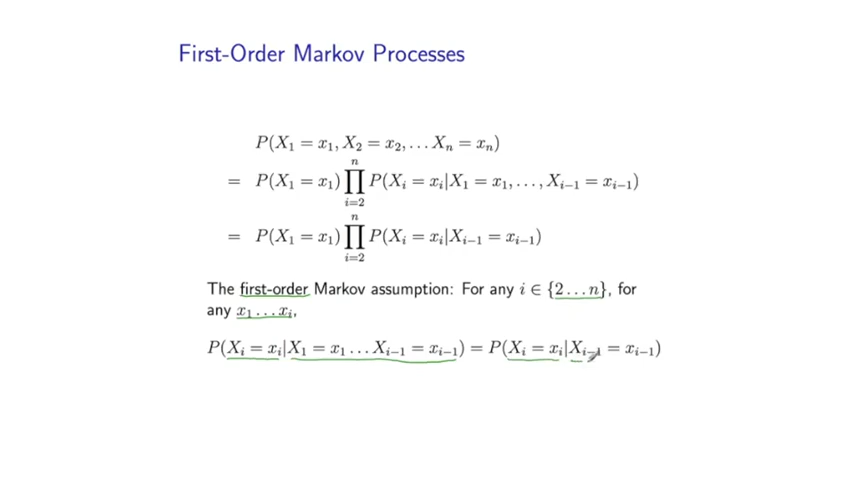 First-Order Markov Processes
P(X₁ = x₁, X₂ = x₂, . . . Xₙ = xₙ)
= P(X₁ = x₁) ∏ᵢ₌₂ⁿ P(Xᵢ = xᵢ|X₁ = x₁, . . . , Xᵢ₋₁ = xᵢ₋₁)
= P(X₁ = x₁) ∏ᵢ₌₂ⁿ P(Xᵢ = xᵢ|Xᵢ₋₁ = xᵢ₋₁)
The first-order Markov assumption: For any i ∈ {2 . . . n}, for
any x₁ . . . xᵢ,
P(Xᵢ = xᵢ|X₁ = x₁ . . . Xᵢ₋₁ = xᵢ₋₁) = P(Xᵢ = xᵢ|Xᵢ₋₁ = xᵢ₋₁)